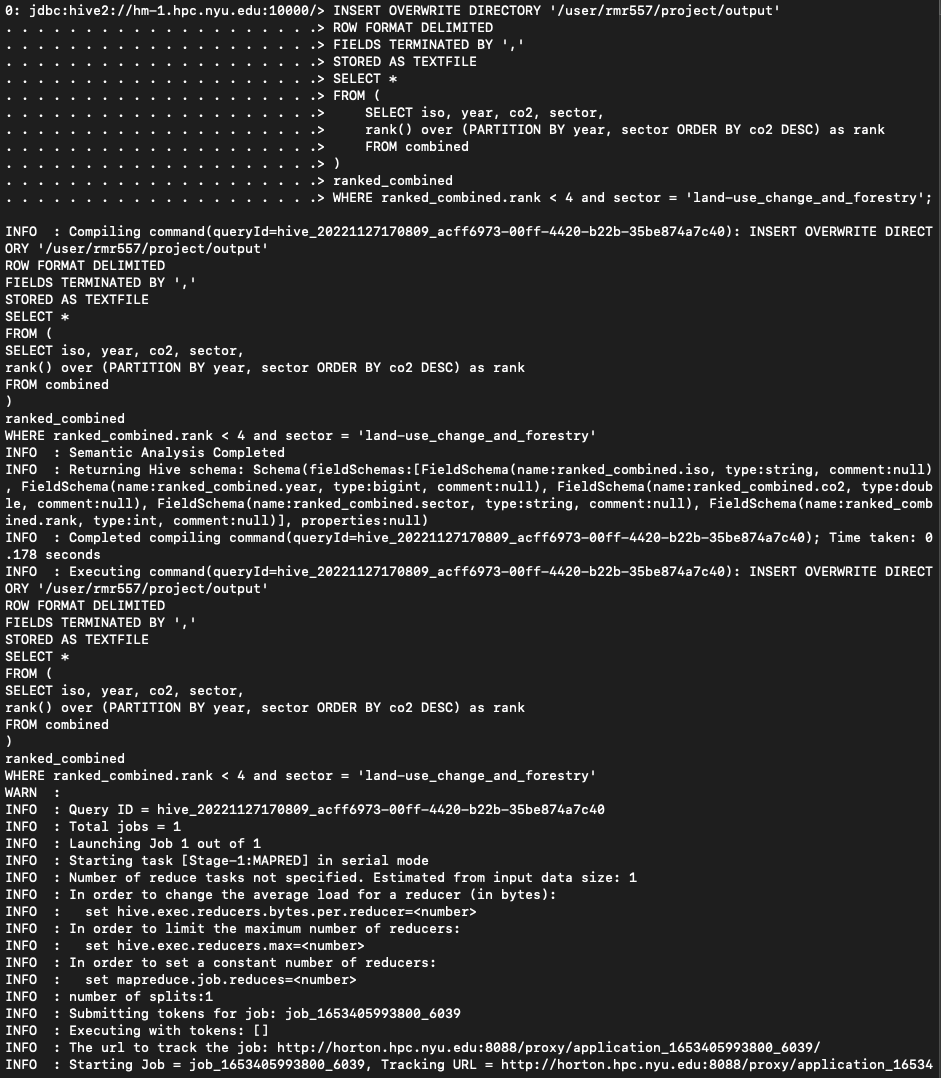 0: jdbc:hive2://hm-1.hpc.nyu.edu:10000/> INSERT OVERWRITE DIRECTORY '/user/rmr557/project/output'
. . . . . . . . . . . . . . . . . . . .> ROW FORMAT DELIMITED
. . . . . . . . . . . . . . . . . . . .> FIELDS TERMINATED BY ','
. . . . . . . . . . . . . . . . . . . .> STORED AS TEXTFILE
. . . . . . . . . . . . . . . . . . . .> SELECT *
. . . . . . . . . . . . . . . . . . . .> FROM (
. . . . . . . . . . . . . . . . . . . .>     SELECT iso, year, co2, sector,
. . . . . . . . . . . . . . . . . . . .>     rank() over (PARTITION BY year, sector ORDER BY co2 DESC) as rank
. . . . . . . . . . . . . . . . . . . .>     FROM combined
. . . . . . . . . . . . . . . . . . . .> )
. . . . . . . . . . . . . . . . . . . .> ranked_combined
. . . . . . . . . . . . . . . . . . . .> WHERE ranked_combined.rank < 4 and sector = 'land-use_change_and_forestry';
INFO  : Compiling command(queryId=hive_20221127170809_acff6973-00ff-4420-b22b-35be874a7c40): INSERT OVERWRITE DIRECT
ORY '/user/rmr557/project/output'
ROW FORMAT DELIMITED
FIELDS TERMINATED BY ','
STORED AS TEXTFILE
SELECT *
FROM (
SELECT iso, year, co2, sector,
rank() over (PARTITION BY year, sector ORDER BY co2 DESC) as rank
FROM combined
)
ranked_combined
WHERE ranked_combined.rank < 4 and sector = 'land-use_change_and_forestry'
INFO  : Semantic Analysis Completed
INFO  : Returning Hive schema: Schema(fieldSchemas:[FieldSchema(name:ranked_combined.iso, type:string, comment:null)
, FieldSchema(name:ranked_combined.year, type:bigint, comment:null), FieldSchema(name:ranked_combined.co2, type:doub
le, comment:null), FieldSchema(name:ranked_combined.sector, type:string, comment:null), FieldSchema(name:ranked_comb
ined.rank, type:int, comment:null)], properties:null)
INFO  : Completed compiling command(queryId=hive_20221127170809_acff6973-00ff-4420-b22b-35be874a7c40); Time taken: 0
.178 seconds
INFO  : Executing command(queryId=hive_20221127170809_acff6973-00ff-4420-b22b-35be874a7c40): INSERT OVERWRITE DIRECT
ORY '/user/rmr557/project/output'
ROW FORMAT DELIMITED
FIELDS TERMINATED BY ','
STORED AS TEXTFILE
SELECT *
FROM (
SELECT iso, year, co2, sector,
rank() over (PARTITION BY year, sector ORDER BY co2 DESC) as rank
FROM combined
)
ranked_combined
WHERE ranked_combined.rank < 4 and sector = 'land-use_change_and_forestry'
WARN  :
INFO  : Query ID = hive_20221127170809_acff6973-00ff-4420-b22b-35be874a7c40
INFO  : Total jobs = 1
INFO  : Launching Job 1 out of 1
INFO  : Starting task [Stage-1:MAPRED] in serial mode
INFO  : Number of reduce tasks not specified. Estimated from input data size: 1
INFO  : In order to change the average load for a reducer (in bytes):
INFO  :   set hive.exec.reducers.bytes.per.reducer=<number>
INFO  : In order to limit the maximum number of reducers:
INFO  :   set hive.exec.reducers.max=<number>
INFO  : In order to set a constant number of reducers:
INFO  :   set mapreduce.job.reduces=<number>
INFO  : number of splits:1
INFO  : Submitting tokens for job: job_1653405993800_6039
INFO  : Executing with tokens: []
INFO  : The url to track the job: http://horton.hpc.nyu.edu:8088/proxy/application_1653405993800_6039/
INFO  : Starting Job = job_1653405993800_6039, Tracking URL = http://horton.hpc.nyu.edu:8088/proxy/application_16534